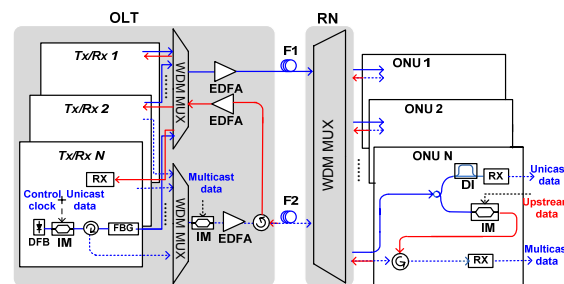 OLT
RN
Tx/Rx 1
Tx/Rx 2
Tx/Rx N
RX
Control
clock
Unicast
data
DFB
IM
FBG
WDM MUX
WDM MUX
EDFA
EDFA
Multicast
data
IM
EDFA
F1
F2
WDM MUX
ONU 1
ONU 2
ONU N
DI
RX
Unicas
data
IM
Upstream
data
RX
Multicas
data